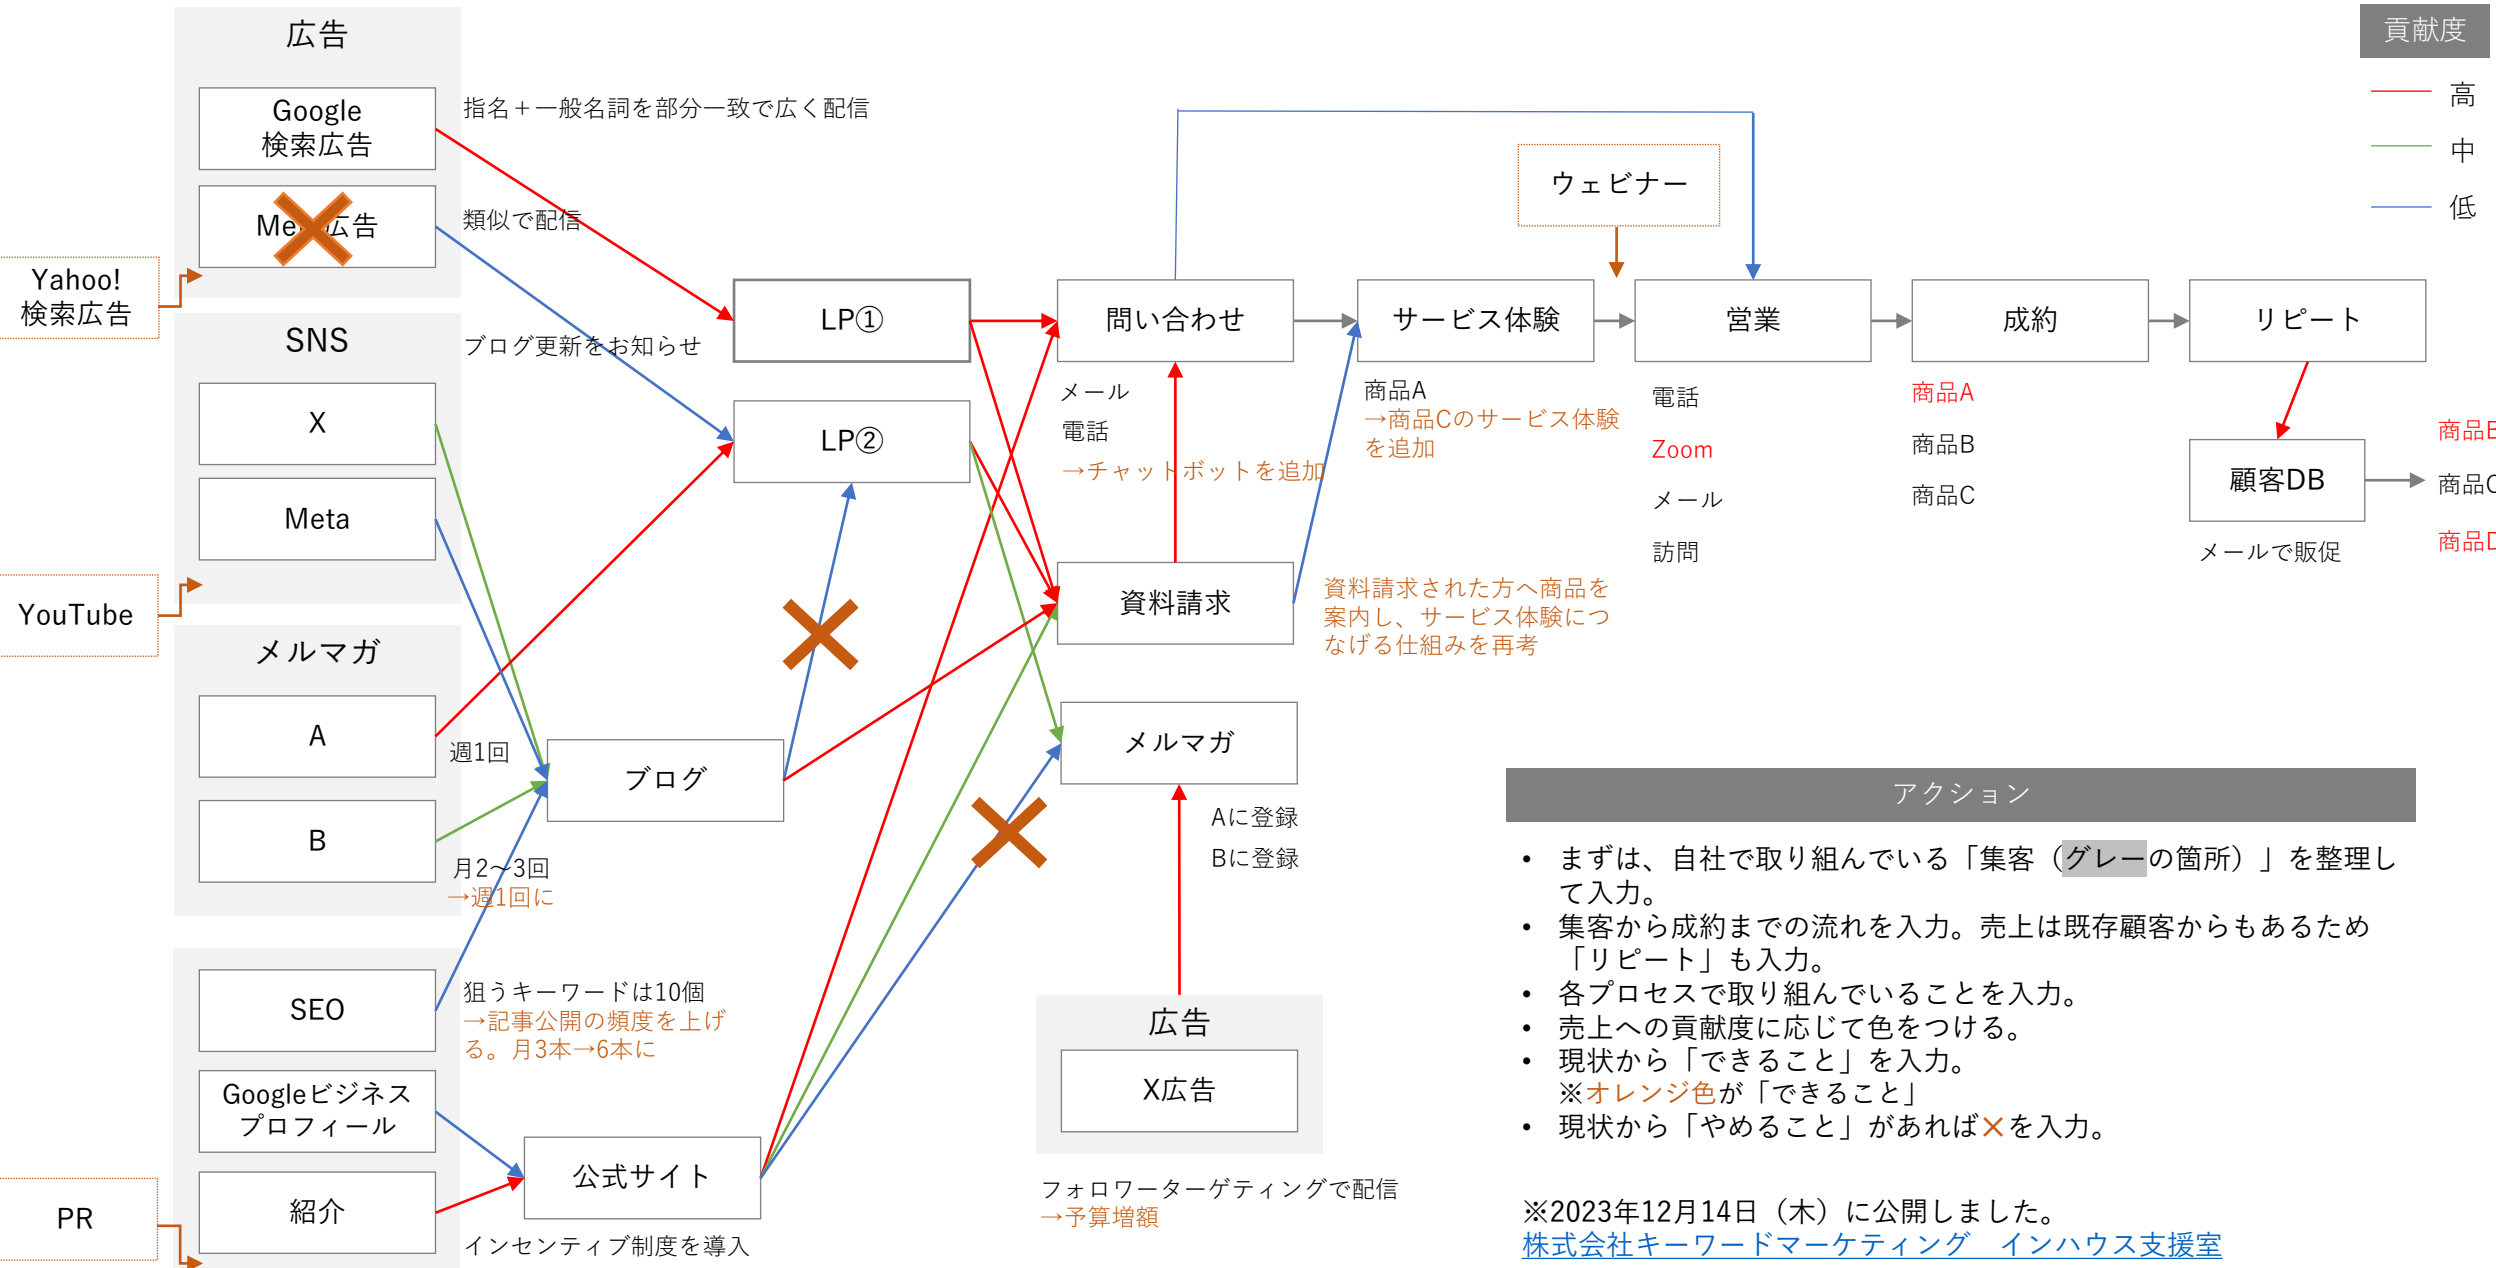 広告
Google
検索広告
指名＋一般名詞を部分一致で広く配信
類似で配信
Yahoo!
検索広告
SNS
ブログ更新をお知らせ
X
Meta
YouTube
メルマガ
A
週1回
B
月2～3回
→週1回に
SEO
狙うキーワードは10個
→記事公開の頻度を上げ
る。月3本→6本に
Googleビジネス
プロフィール
紹介
インセンティブ制度を導入
PR
ブログ
公式サイト
LP①
LP②
問い合わせ
メール
電話
→チャットボットを追加
資料請求
資料請求された方へ商品を
案内し、サービス体験につ
なげる仕組みを再考
メルマガ
Aに登録
Bに登録
広告
X広告
フォロワーターゲティングで配信
→予算増額
ウェビナー
サービス体験
商品A
→商品Cのサービス体験
を追加
営業
電話
Zoom
メール
訪問
成約
商品A
商品B
商品C
リピート
顧客DB
メールで販促
商品
商品
商品
貢献度
高
中
低
アクション
• まずは、自社で取り組んでいる「集客（グレーの箇所）」を整理し
て入力。
• 集客から成約までの流れを入力。売上は既存顧客からもあるため
「リピート」も入力。
• 各プロセスで取り組んでいることを入力。
• 売上への貢献度に応じて色をつける。
• 現状から「できること」を入力。
※オレンジ色が「できること」
• 現状から「やめること」があれば×を入力。
※2023年12月14日（木）に公開しました。
株式会社キーワードマーケティング　インハウス支援室